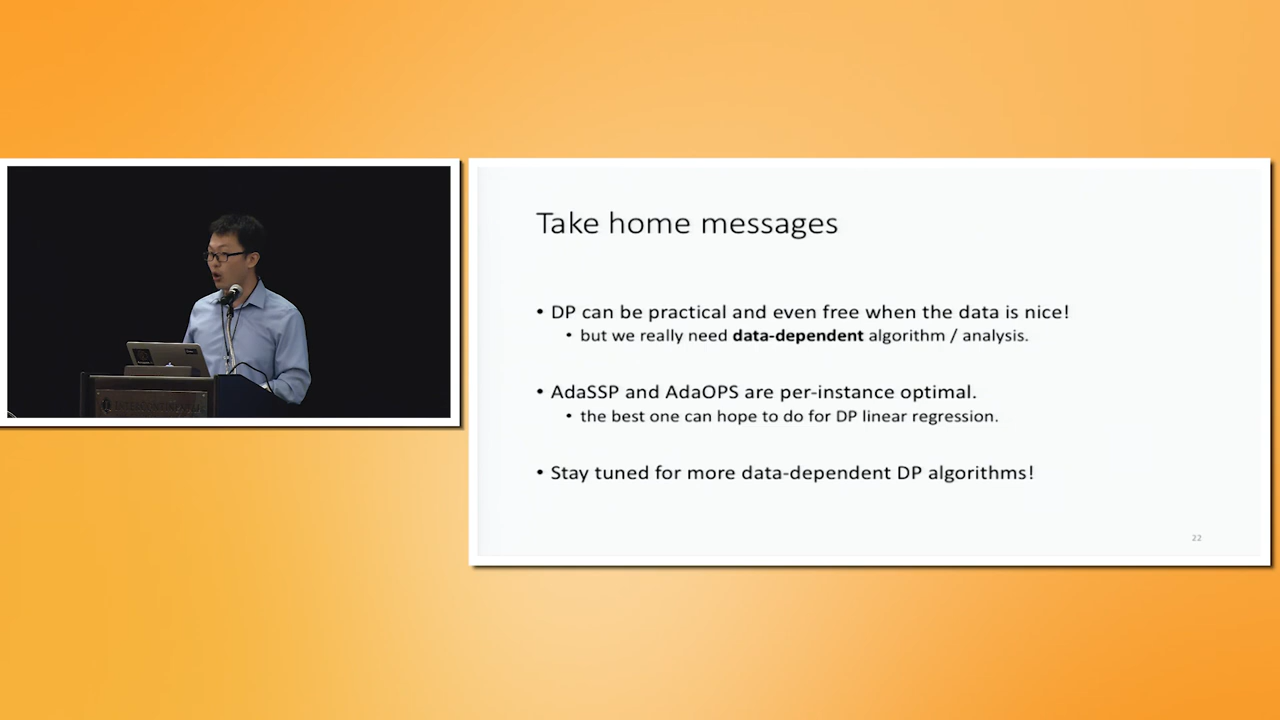 Take home messages
• DP can be practical and even free when the data is nice!
• but we really need data-dependent algorithm / analysis.
• AdaSSP and AdaOPS are per-instance optimal.
• the best one can hope to do for DP linear regression.
• Stay tuned for more data-dependent DP algorithms!
22